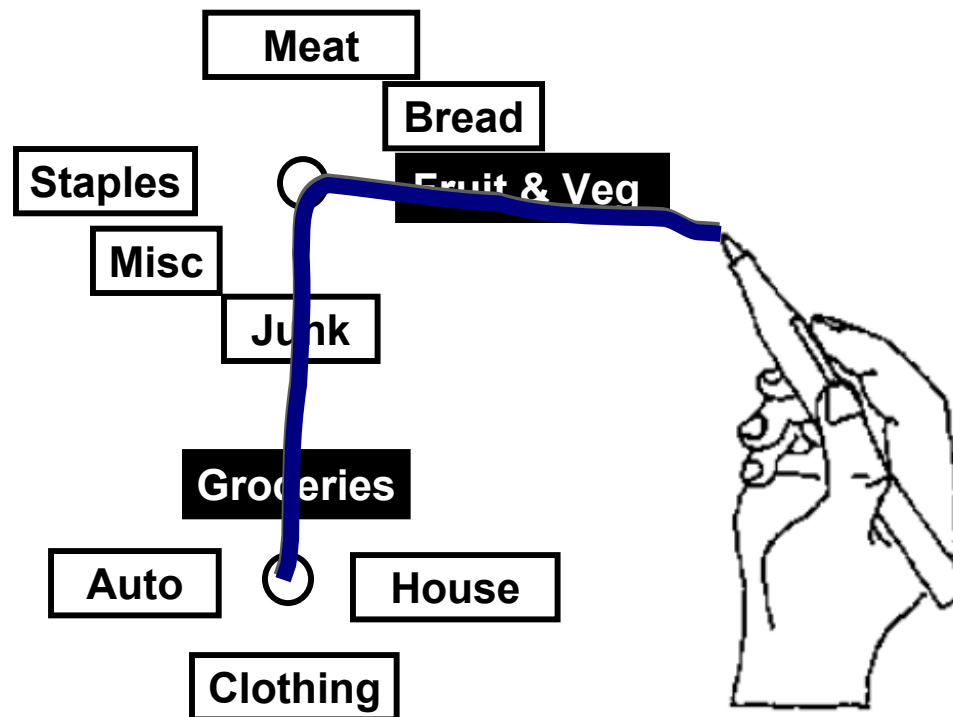 Meat
Bread
Staples
Fruit & Veg
Misc
Junk
Groceries
Auto
House
Clothing